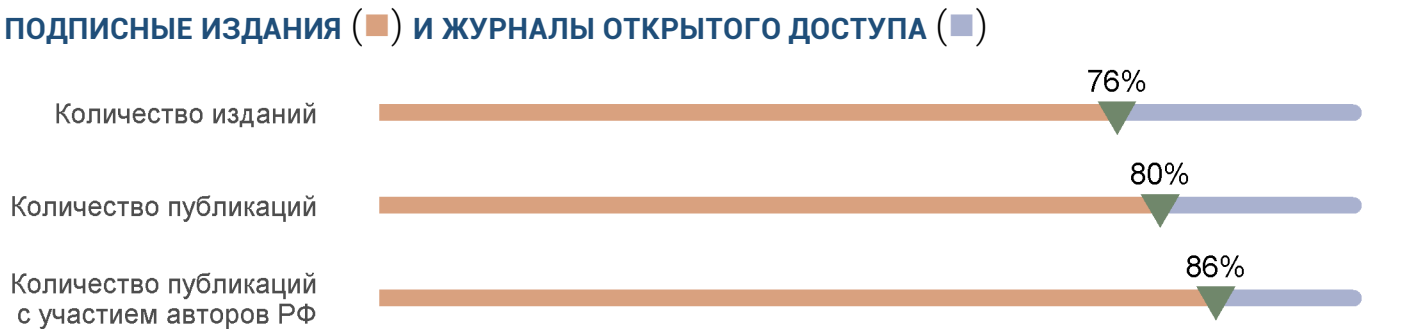 ПОДПИСНЫЕ ИЗДАНИЯ (■) И ЖУРНАЛЫ ОТКРЫТОГО ДОСТУПА (■)
76%
Количество изданий
80%
Количество публикаций
86%
Количество публикаций
с участием авторов РФ